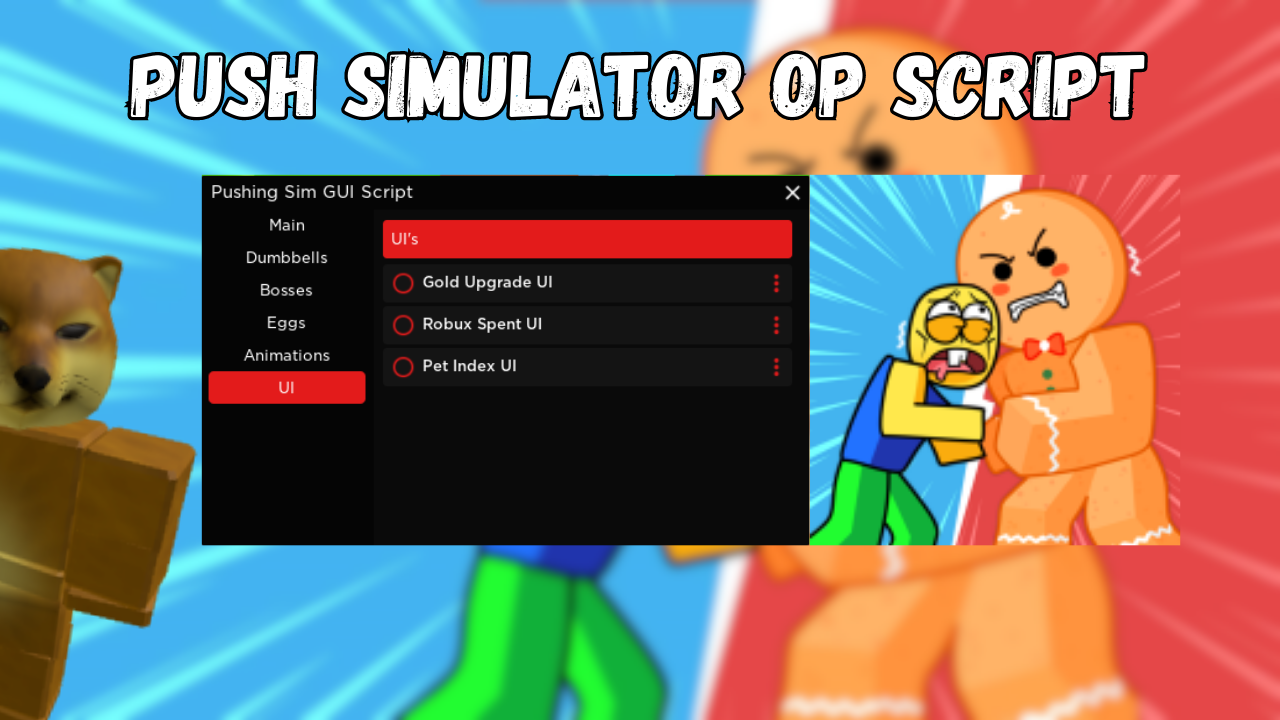 PUSH SIMULATOR OP SCRIPT
Pushing Sim GUI Script
Main
Dumbbells
Bosses
Eggs
Animations
UI
UI's
Gold Upgrade UI
Robux Spent UI
Pet Index UI